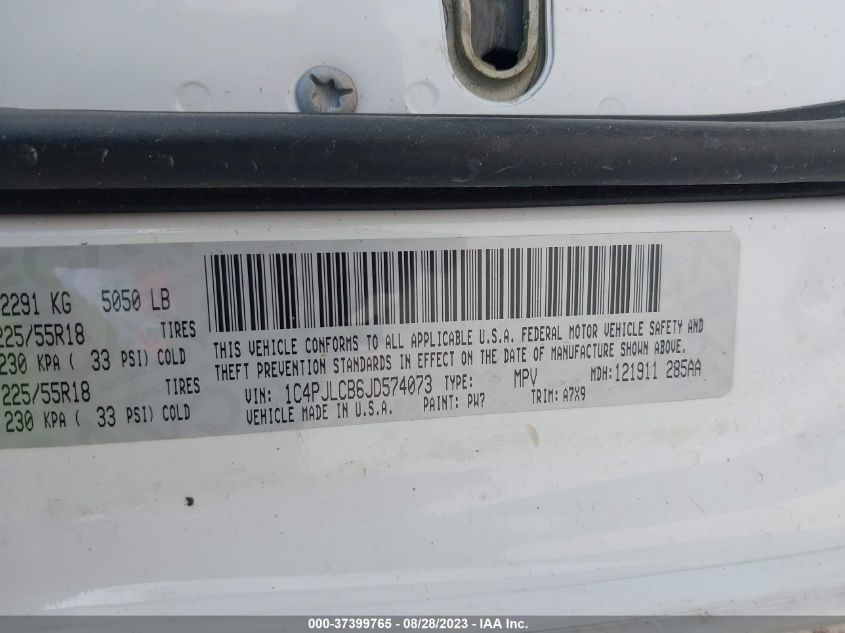 2291 KG 5050 LB
225/55R18 TIRES
230 KPA ( 33 PSI) COLD
225/55R18 TIRES
230 KPA ( 33 PSI) COLD
THIS VEHICLE CONFORMS TO ALL APPLICABLE U.S.A. FEDERAL MOTOR VEHICLE SAFETY AND
THEFT PREVENTION STANDARDS IN EFFECT ON THE DATE OF MANUFACTURE SHOWN ABOVE.
VIN: 1C4PJLCB6JD574073 TYPE: MPV MDH:121911 285AA
VEHICLE MADE IN U.S.A. PAINT: PW7 TRIM: A7X9
000-37399765 - 08/28/2023 - IAAI - Copart Inc.